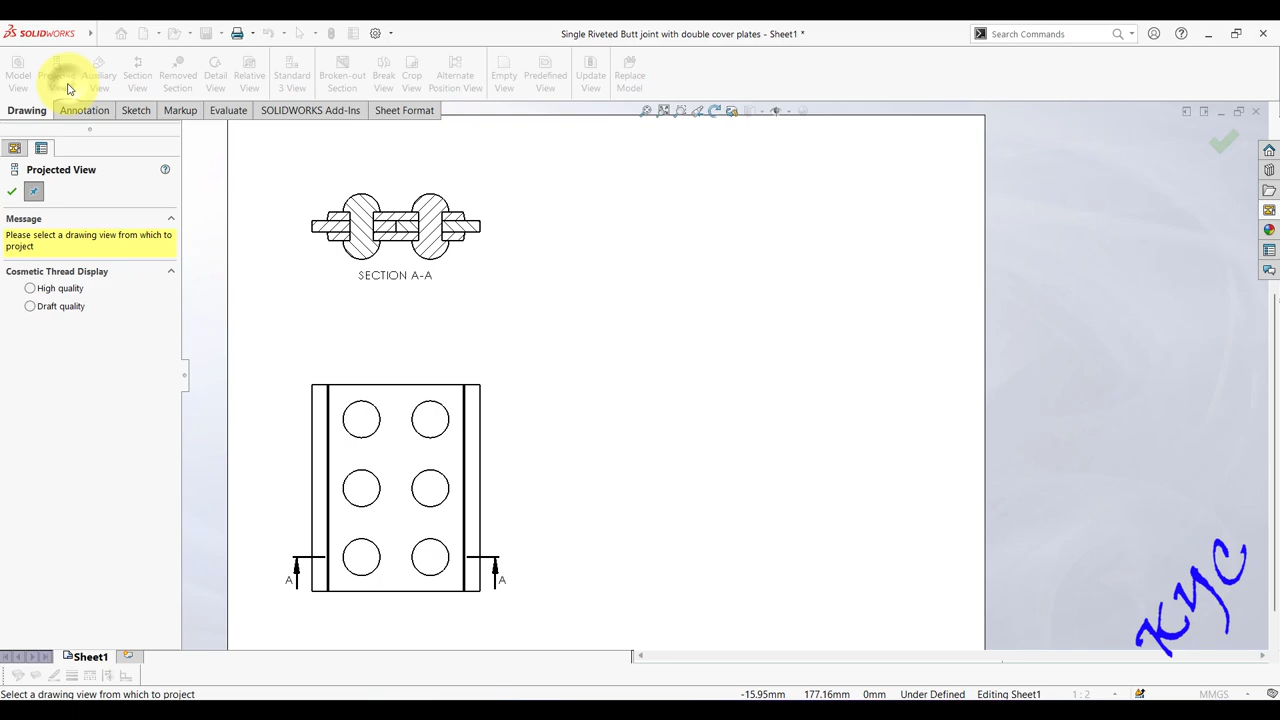 SOLIDWORKS
Single Riveted Butt joint with double cover plates - Sheet1 *
Search Commands
Model View
Auxiliary View
Section View
Removed Section
Detail View
Relative View
Standard 3 View
Broken-out Section
Break View
Crop View
Alternate Position View
Empty View
Predefined View
Update View
Replace Model
Drawing
Annotation
Sketch
Markup
Evaluate
SOLIDWORKS Add-Ins
Sheet Format
Projected View
Message
Please select a drawing view from which to
project
Cosmetic Thread Display
High quality
Draft quality
SECTION A-A
A
A
KYC
Sheet1
Select a drawing view from which to project
-15.95mm
177.16mm
0mm
Under Defined
Editing Sheet1
1 : 2
MMGS